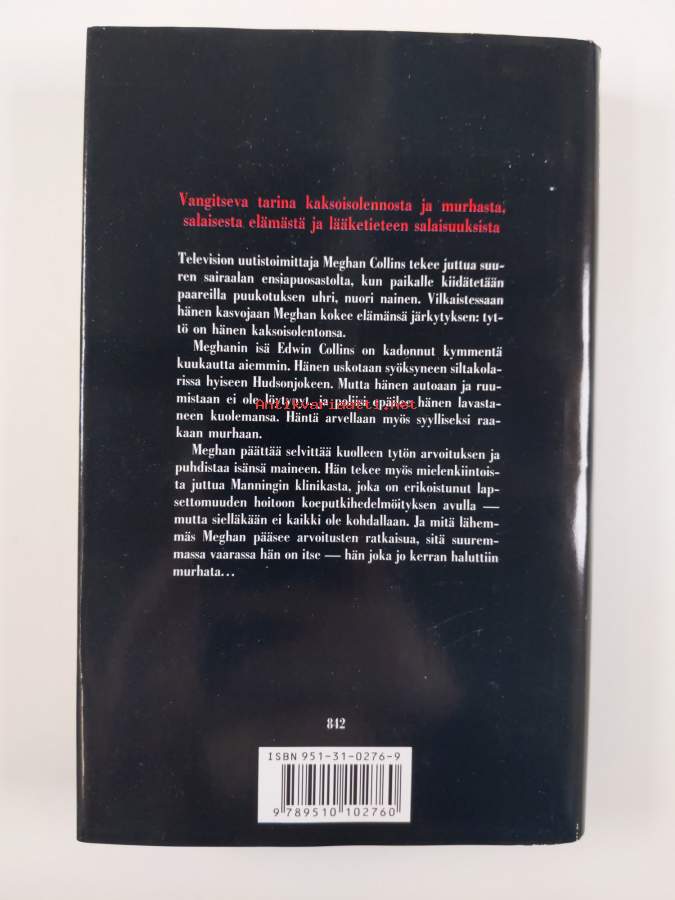 Vangitseva tarina kaksoisolennosta ja murhasta,
salaisesta elämästä ja lääketieteen salaisuuksista
Television uutistoimittaja Meghan Collins tekee juttua suu-
ren sairaalan ensiapuosastolta, kun paikalle kiidätetään
paareilla puukotuksen uhri, nuori nainen. Vilkaistessaan
hänen kasvojaan Meghan kokee elämänsä järkytyksen: tyt-
tö on hänen kaksoisolentonsa.
Meghanin isä Edwin Collins on kadonnut kymmentä
kuukautta aiemmin. Hänen uskotaan syöksyneen siltakola-
rissa hyiseen Hudsonjokeen. Mutta hänen autoaan ja ruu-
mistaan ei ole löytynyt, ja poliisi epäilee hänen lavasta-
Antikvariaatti.net
neen kuolemansa. Häntä arvellaan myös syylliseksi raa-
kaan murhaan.
Meghan päättää selvittää kuolleen tytön arvoituksen ja
puhdistaa isänsä maineen. Hän tekee myös mielenkiintois-
ta juttua Manningin klinikasta, joka on erikoistunut lap-
settomuuden hoitoon koeputkihedelmöityksen avulla —
mutta sielläkään ei kaikki ole kohdallaan. Ja mitä lähem-
mäs Meghan pääsee arvoitusten ratkaisua, sitä suurem-
massa vaarassa hän on itse — hän joka jo kerran haluttiin
murhata...
842
ISBN 951-31-0276-9
9 789510 102760